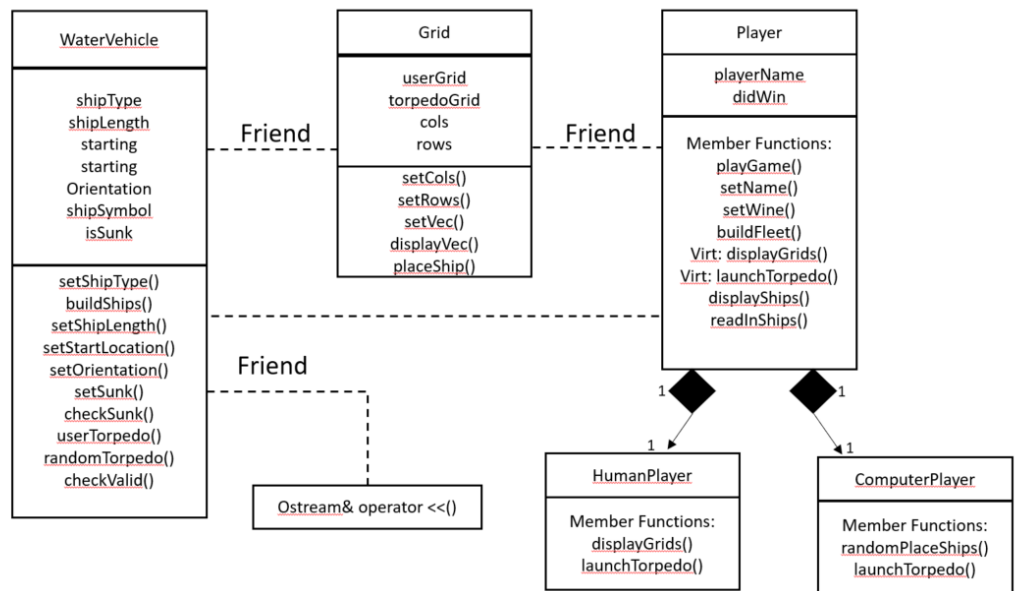 WaterVehicle
shipType
shipLength
starting
starting
Orientation
shipSymbol
isSunk
setShipType()
buildShips()
setShipLength()
setStartLocation()
setOrientation()
setSunk()
checkSunk()
userTorpedo()
randomTorpedo()
checkValid()
Friend
Grid
userGrid
torpedoGrid
cols
rows
setCols()
setRows()
setVec()
displayVec()
placeShip()
Friend
Player
playerName
didWin
Member Functions:
playGame()
setName()
setWine()
buildFleet()
Virt: displayGrids()
Virt: launchTorpedo()
displayShips()
readInShips()
Friend
Ostream& operator <<()
1
1
1
1
HumanPlayer
Member Functions:
displayGrids()
launchTorpedo()
ComputerPlayer
Member Functions:
randomPlaceShips()
launchTorpedo()